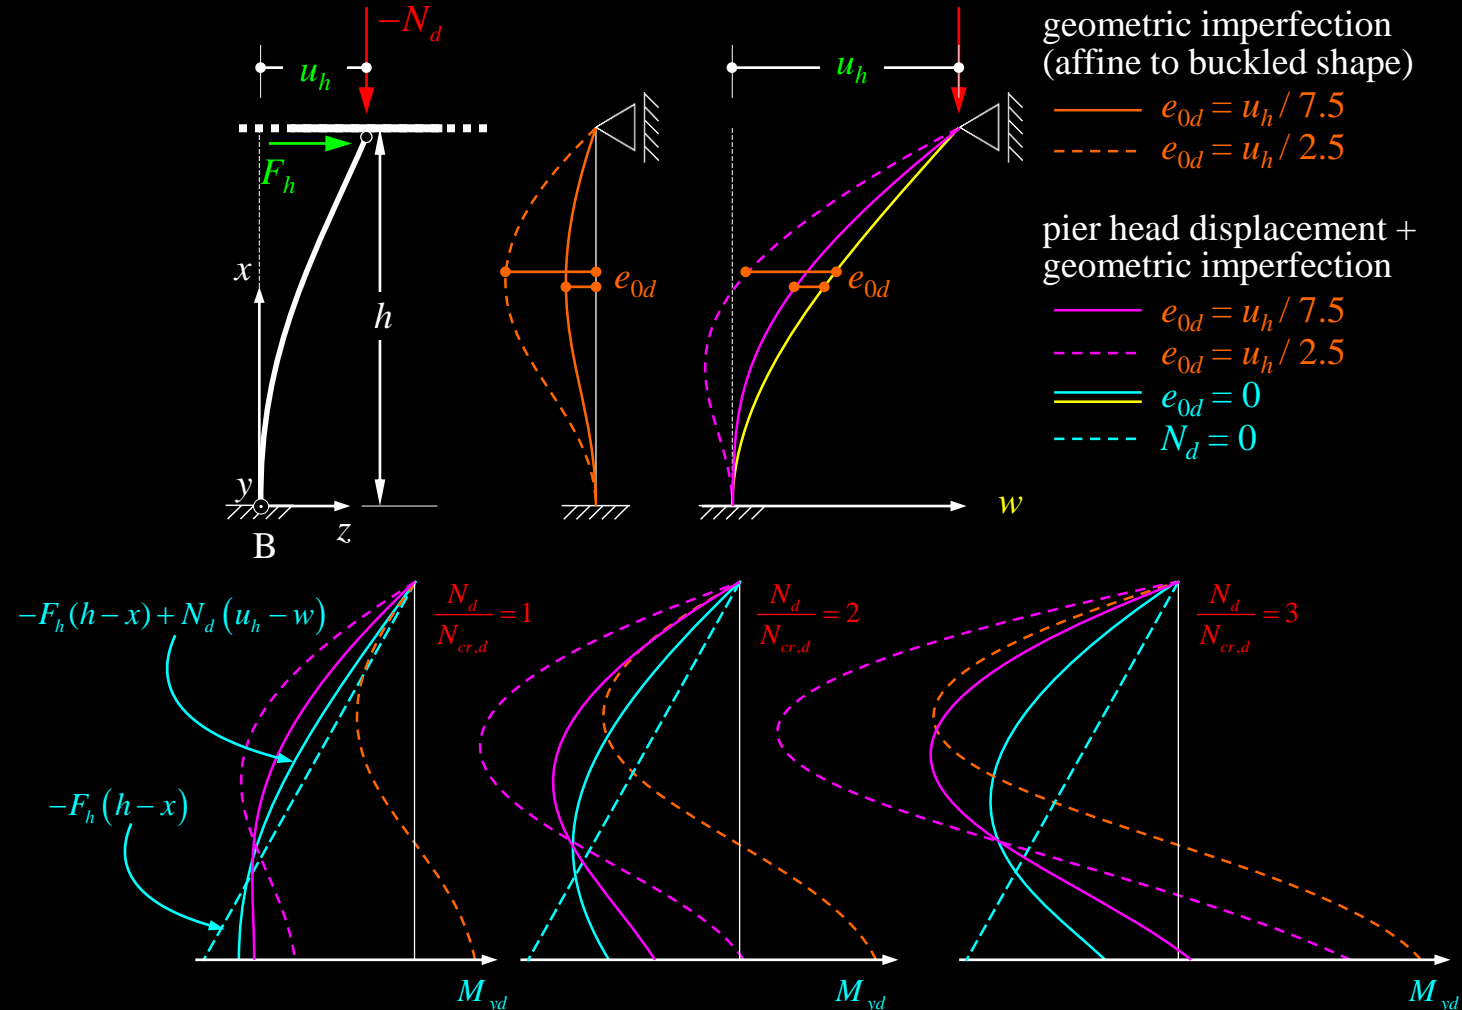 −N_d
u_h
F_h
x
h
y
z
B
e_0d
u_h
e_0d
w
geometric imperfection
(affine to buckled shape)
e_0d = u_h / 7.5
e_0d = u_h / 2.5
pier head displacement +
geometric imperfection
e_0d = u_h / 7.5
e_0d = u_h / 2.5
e_0d = 0
N_d = 0
−F_h(h−x)+N_d(u_h−w)
−F_h(h−x)
N_d/N_cr,d = 1
N_d/N_cr,d = 2
N_d/N_cr,d = 3
M_yd
M_yd
M_yd